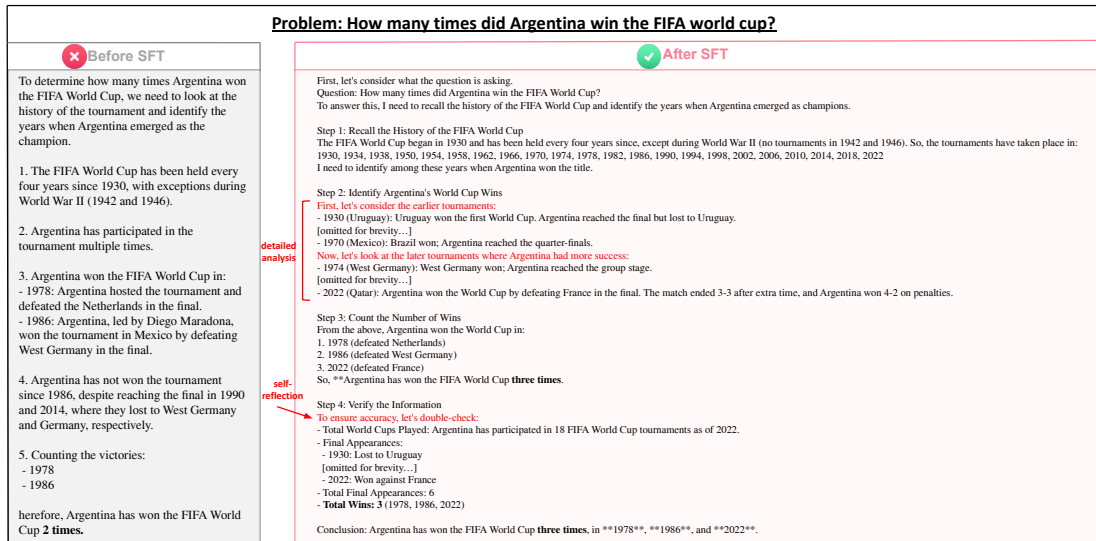 Problem: How many times did Argentina win the FIFA world cup?
Before SFT
To determine how many times Argentina won
the FIFA World Cup, we need to look at the
history of the tournament and identify the
years when Argentina emerged as the
champion.
1. The FIFA World Cup has been held every
four years since 1930, with exceptions during
World War II (1942 and 1946).
2. Argentina has participated in the
tournament multiple times.
3. Argentina won the FIFA World Cup in:
- 1978: Argentina hosted the tournament and
defeated the Netherlands in the final.
- 1986: Argentina, led by Diego Maradona,
won the tournament in Mexico by defeating
West Germany in the final.
4. Argentina has not won the tournament
since 1986, despite reaching the final in 1990
and 2014, where they lost to West Germany
and Germany, respectively.
5. Counting the victories:
- 1978
- 1986
herefore, Argentina has won the FIFA World
Cup 2 times.
detailed
analysis
self-
reflection
After SFT
First, let's consider what the question is asking.
Question: How many times did Argentina win the FIFA World Cup?
To answer this, I need to recall the history of the FIFA World Cup and identify the years when Argentina emerged as champions.
Step 1: Recall the History of the FIFA World Cup
The FIFA World Cup began in 1930 and has been held every four years since, except during World War II (no tournaments in 1942 and 1946). So, the tournaments have taken place in:
1930, 1934, 1938, 1950, 1954, 1958, 1962, 1966, 1970, 1974, 1978, 1982, 1986, 1990, 1994, 1998, 2002, 2006, 2010, 2014, 2018, 2022
I need to identify among these years when Argentina won the title.
Step 2: Identify Argentina's World Cup Wins
First, let's consider the earlier tournaments:
- 1930 (Uruguay): Uruguay won the first World Cup. Argentina reached the final but lost to Uruguay.
[omitted for brevity…]
- 1970 (Mexico): Brazil won; Argentina reached the quarter-finals.
Now, let's look at the later tournaments where Argentina had more success:
- 1974 (West Germany): West Germany won; Argentina reached the group stage.
[omitted for brevity…]
- 2022 (Qatar): Argentina won the World Cup by defeating France in the final. The match ended 3-3 after extra time, and Argentina won 4-2 on penalties.
Step 3: Count the Number of Wins
From the above, Argentina won the World Cup in:
1. 1978 (defeated Netherlands)
2. 1986 (defeated West Germany)
3. 2022 (defeated France)
So, **Argentina has won the FIFA World Cup three times.
Step 4: Verify the Information
To ensure accuracy, let's double-check:
- Total World Cups Played: Argentina has participated in 18 FIFA World Cup tournaments as of 2022.
- Final Appearances:
- 1930: Lost to Uruguay
[omitted for brevity…]
- 2022: Won against France
- Total Final Appearances: 6
- Total Wins: 3 (1978, 1986, 2022)
Conclusion: Argentina has won the FIFA World Cup three times, in **1978**, **1986**, and **2022**.